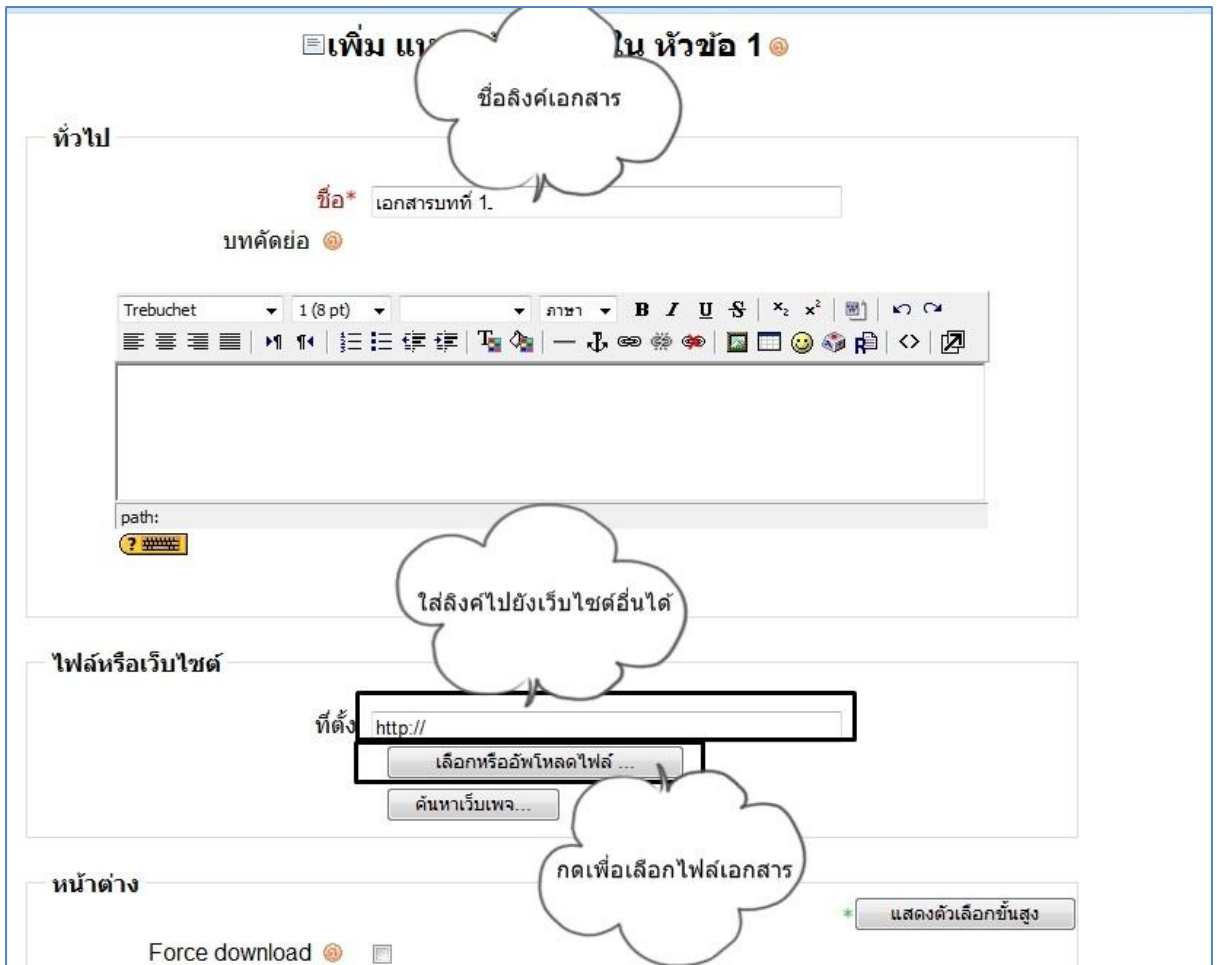 เพิ่ม ใน หัวข้อ 1
ชื่อลิงค์เอกสาร
ทั่วไป
ชื่อ* เอกสารบทที่ 1.
บทคัดย่อ
Trebuchet 1 (8 pt) ภาษา B I U S x₂ x²
path:
?
ใส่ลิงค์ไปยังเว็บไซต์อื่นได้
ไฟล์หรือเว็บไซต์
ที่ตั้ง http://
เลือกหรืออัพโหลดไฟล์ ...
ค้นหาเว็บเพจ...
กดเพื่อเลือกไฟล์เอกสาร
หน้าต่าง
* แสดงตัวเลือกขั้นสูง
Force download